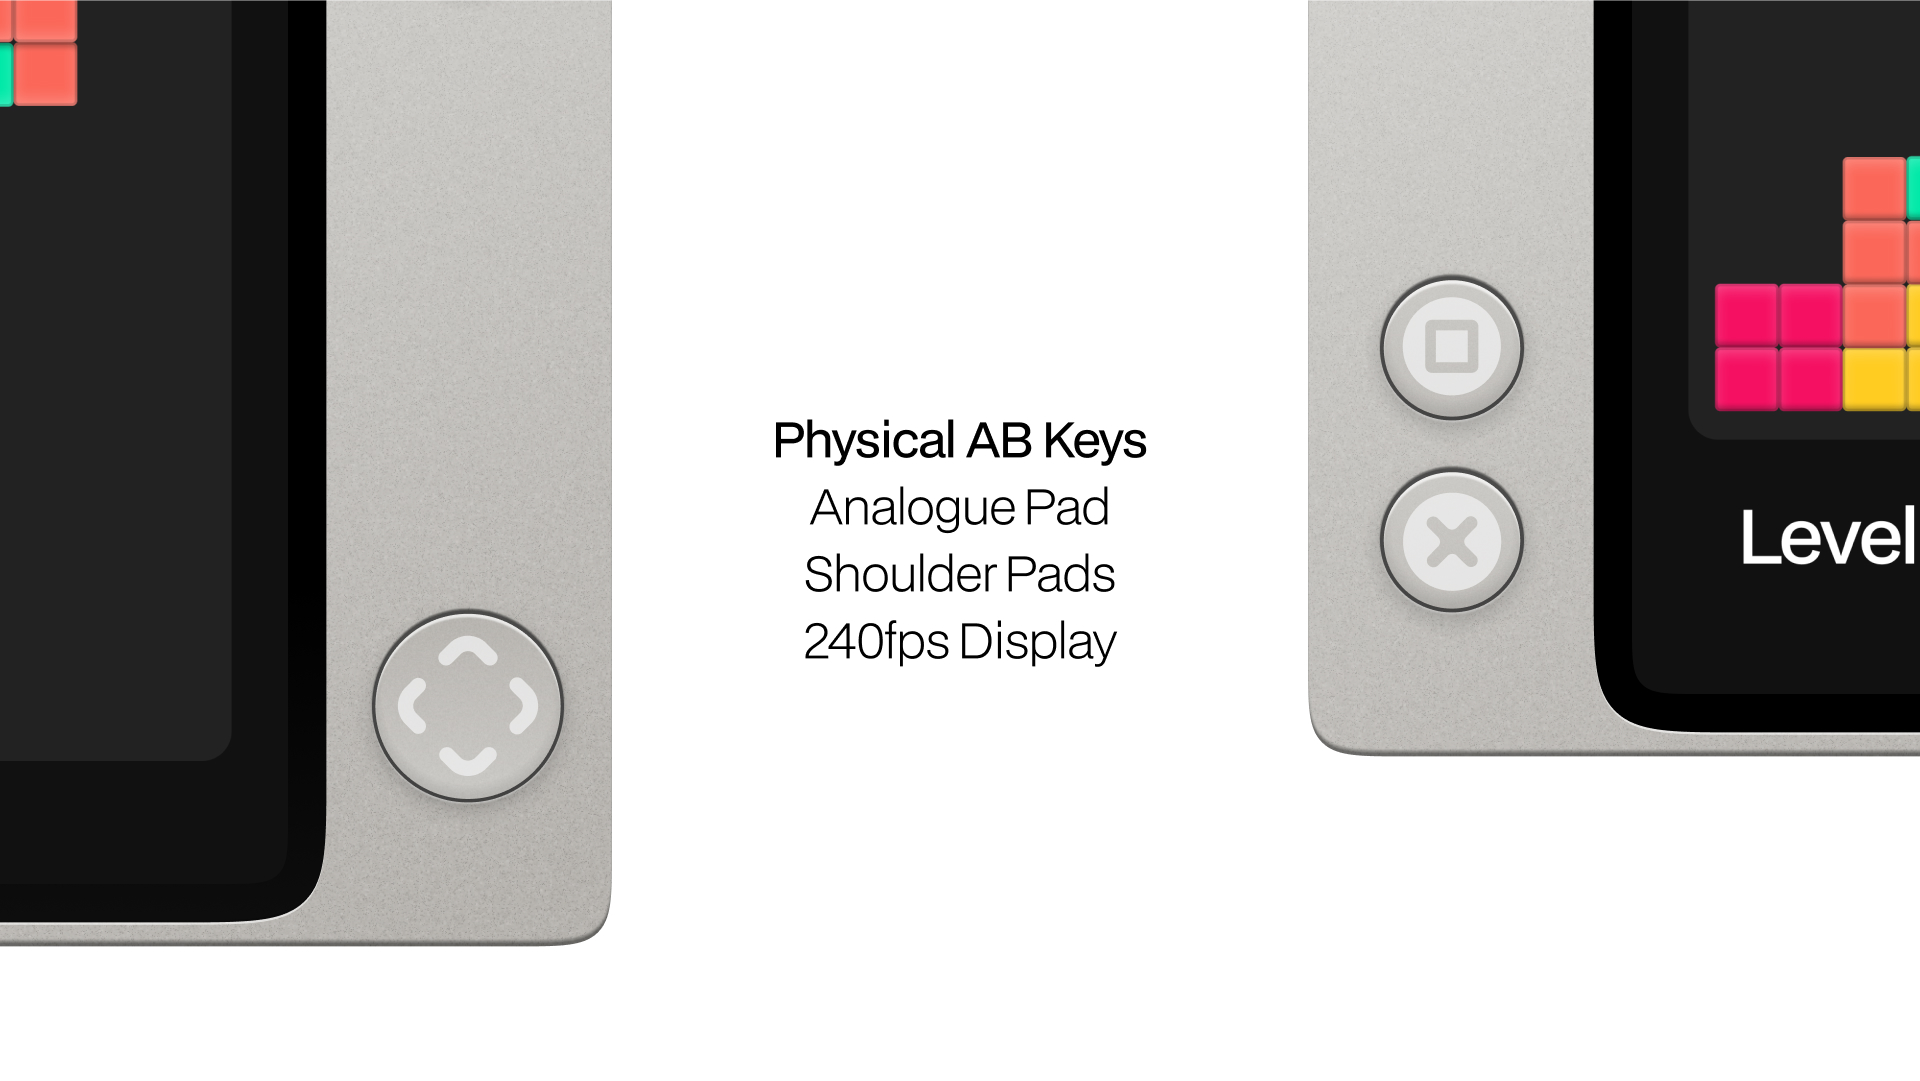 Physical AB Keys
Analogue Pad
Shoulder Pads
240fps Display
Level